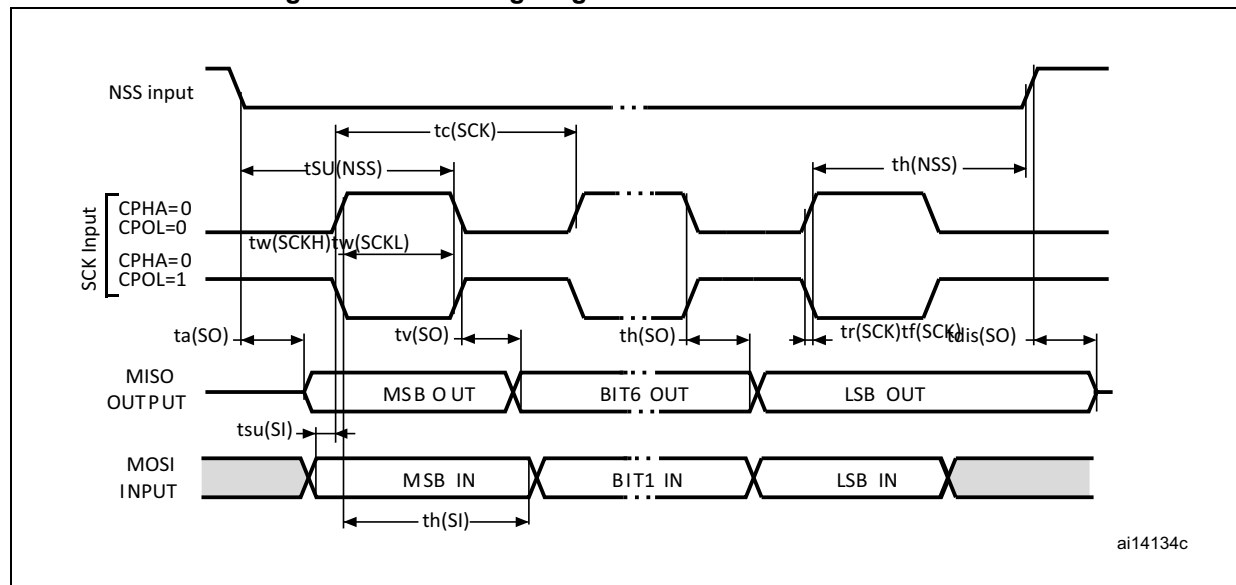 NSS input
tc(SCK)
tSU(NSS)
th(NSS)
SCK Input
CPHA=0
CPOL=0
tw(SCKH)
tw(SCKL)
CPHA=0
CPOL=1
ta(SO)
tv(SO)
th(SO)
tr(SCK)
tf(SCK)
tdis(SO)
MISO
OUTPUT
MSB OUT
BIT6 OUT
LSB OUT
tsu(SI)
MOSI
INPUT
MSB IN
BIT1 IN
LSB IN
th(SI)
ai14134c